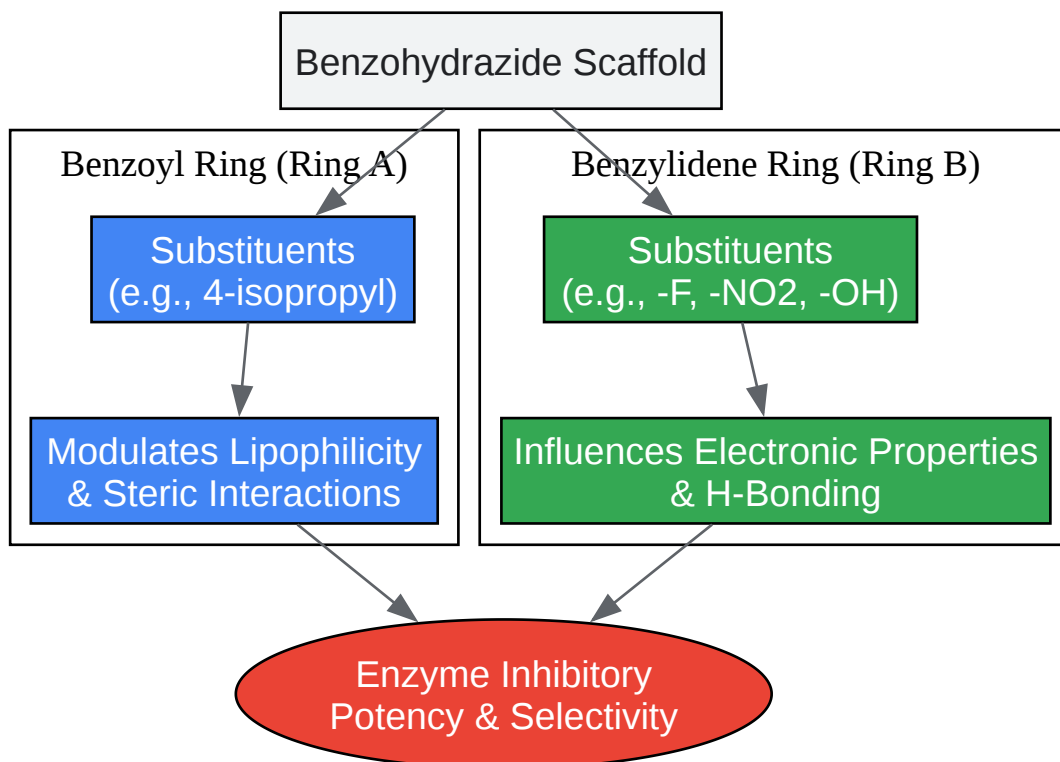 Benzohydrazide Scaffold
Benzoyl Ring (Ring A)
Substituents
(e.g., 4-isopropyl)
Modulates Lipophilicity
& Steric Interactions
Benzylidene Ring (Ring B)
Substituents
(e.g., -F, -NO2, -OH)
Influences Electronic Properties
& H-Bonding
Enzyme Inhibitory
Potency & Selectivity